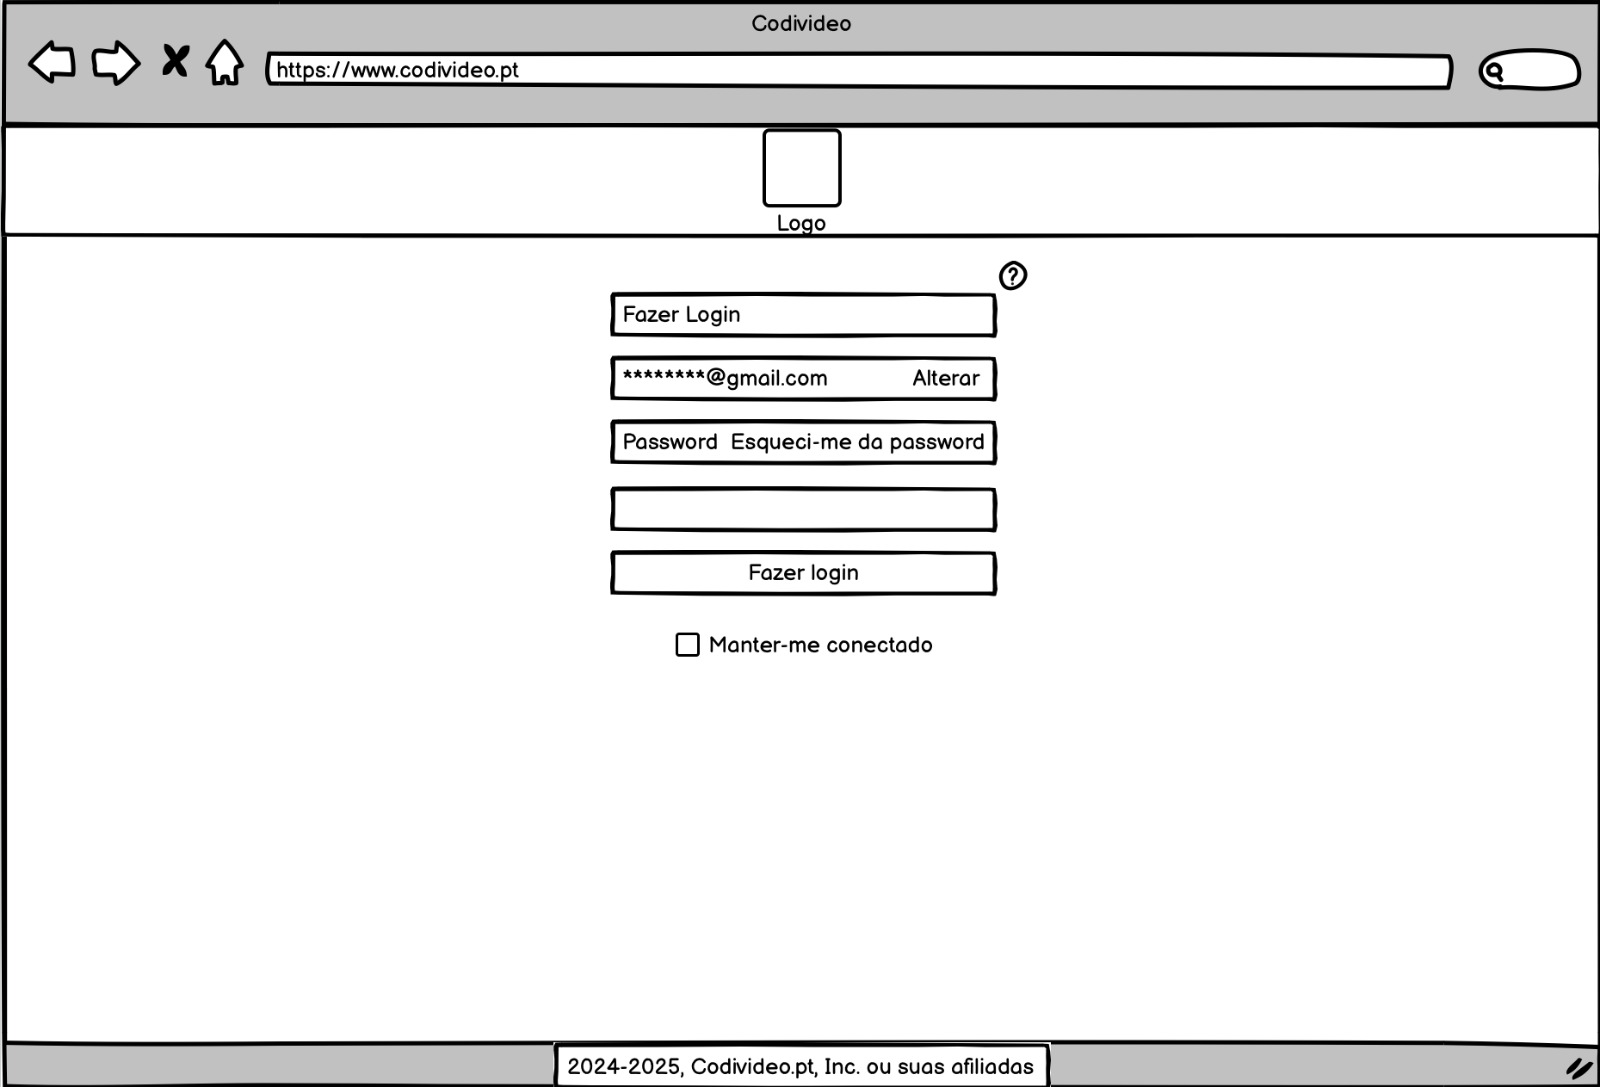 Codivideo
https://www.codivideo.pt
Logo
?
Fazer Login
********@gmail.com Alterar
Password Esqueci-me da password
Fazer login
Manter-me conectado
2024-2025, Codivideo.pt, Inc. ou suas afiliadas